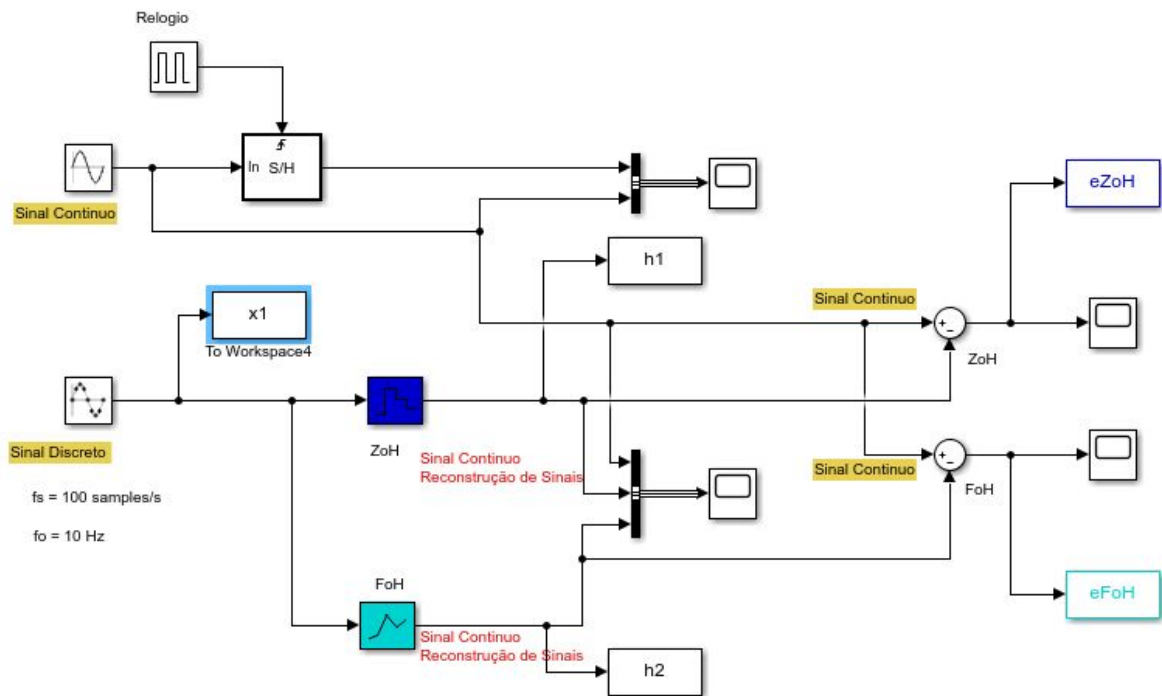 Relogio
In S/H
Sinal Continuo
eZoH
h1
Sinal Continuo
x1
To Workspace4
ZoH
ZoH
Sinal Discreto
Sinal Continuo
Reconstrução de Sinais
Sinal Continuo
FoH
fs = 100 samples/s
fo = 10 Hz
FoH
eFoH
Sinal Continuo
Reconstrução de Sinais
h2